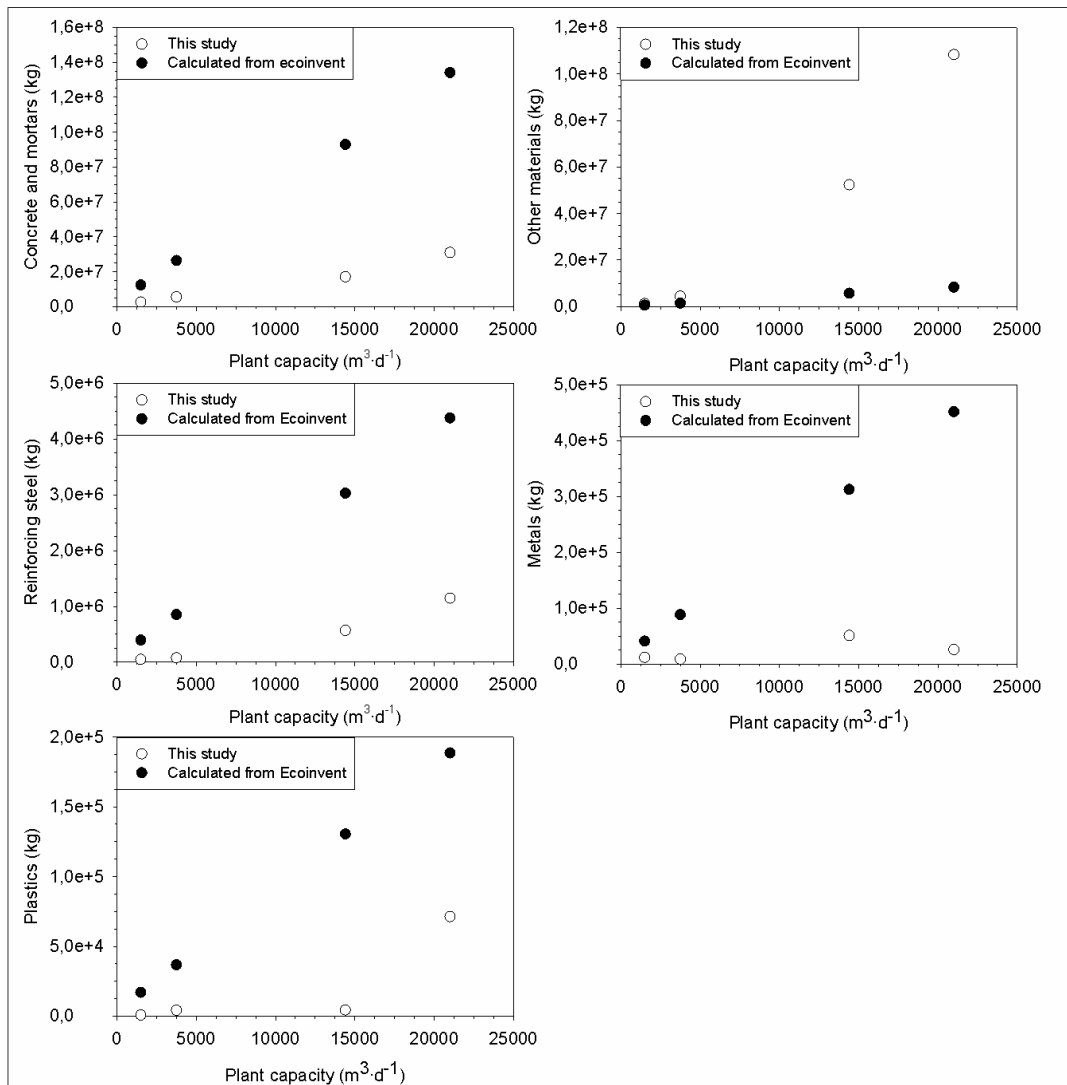 Concrete and mortars (kg)
1,6e+8
1,4e+8
1,2e+8
1,0e+8
8,0e+7
6,0e+7
4,0e+7
2,0e+7
0,0
This study
Calculated from ecoinvent
0 5000 10000 15000 20000 25000
Plant capacity (m³·d⁻¹)
Other materials (kg)
1,2e+8
1,0e+8
8,0e+7
6,0e+7
4,0e+7
2,0e+7
0,0
This study
Calculated from Ecoinvent
0 5000 10000 15000 20000 25000
Plant capacity (m³·d⁻¹)
Reinforcing steel (kg)
5,0e+6
4,0e+6
3,0e+6
2,0e+6
1,0e+6
0,0
This study
Calculated from Ecoinvent
0 5000 10000 15000 20000 25000
Plant capacity (m³·d⁻¹)
Metals (kg)
5,0e+5
4,0e+5
3,0e+5
2,0e+5
1,0e+5
0,0
This study
Calculated from Ecoinvent
0 5000 10000 15000 20000 25000
Plant capacity (m³·d⁻¹)
Plastics (kg)
2,0e+5
1,5e+5
1,0e+5
5,0e+4
0,0
This study
Calculated from Ecoinvent
0 5000 10000 15000 20000 25000
Plant capacity (m³·d⁻¹)